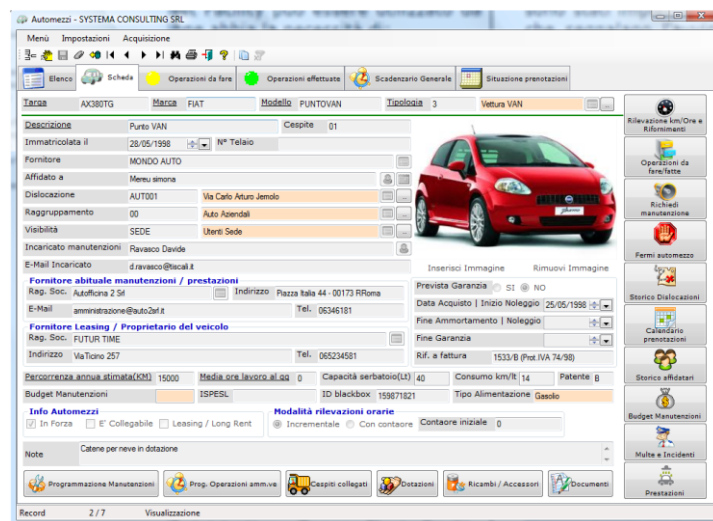 Automezzi - SYSTEMA CONSULTING SRL
Menù Impostazioni Acquisizione
Elenco Scheda Operazioni da fare Operazioni effettuate Scadenzario Generale Situazione prenotazioni
Targa AX380TG Marca FIAT Modello PUNTOVAN Tipologia 3 Vettura VAN
Descrizione Punto VAN Cespite 01
Immatricolata il 28/05/1998 N° Telaio
Fornitore MONDO AUTO
Affidato a Mereu simona
Dislocazione AUT001 Via Carlo Arturo Jemolo
Raggruppamento 00 Auto Aziendali
Visibilità SEDE Utenti Sede
Incaricato manutenzioni Ravasco Davide
E-Mail Incaricato d.ravasco@tiscali.it
Inserisci Immagine Rimuovi Immagine
Fornitore abituale manutenzioni / prestazioni
Rag. Soc. Autofficina 2 Srl Indirizzo Piazza Italia 44 - 00173 RRoma
E-Mail amministrazione@auto2srl.it Tel. 06346181
Fornitore Leasing / Proprietario del veicolo
Rag. Soc. FUTUR TIME
Indirizzo Via Ticino 257 Tel. 065234581
Prevista Garanzia SI NO
Data Acquisto | Inizio Noleggio 25/05/1998
Fine Ammortamento | Noleggio
Fine Garanzia
Rif. a fattura 1533/B (Prot.IVA 74/98)
Percorrenza annua stimata(KM) 15000 Media ore lavoro al gg 0 Capacità serbatoio(Lt) 40 Consumo km/lt 14 Patente B
Budget Manutenzioni ISPESL ID blackbox 159871821 Tipo Alimentazione Gasolio
Info Automezzi Modalità rilevazioni orarie
In Forza E' Collegabile Leasing / Long Rent Incrementale Con contaore Contaore iniziale 0
Note Catene per neve in dotazione
Programmazione Manutenzioni Prog. Operazioni amm.ve Cespiti collegati Dotazioni Ricambi / Accessori Documenti
Record 2 / 7 Visualizzazione
Rilevazione km/Ore e
Rifornimenti
Operazioni da
fare/fatte
Richiedi
manutenzione
Fermi automezzo
Storico Dislocazioni
Calendario
prenotazioni
Storico affidatari
Budget Manutenzioni
Multe e Incidenti
Prestazioni